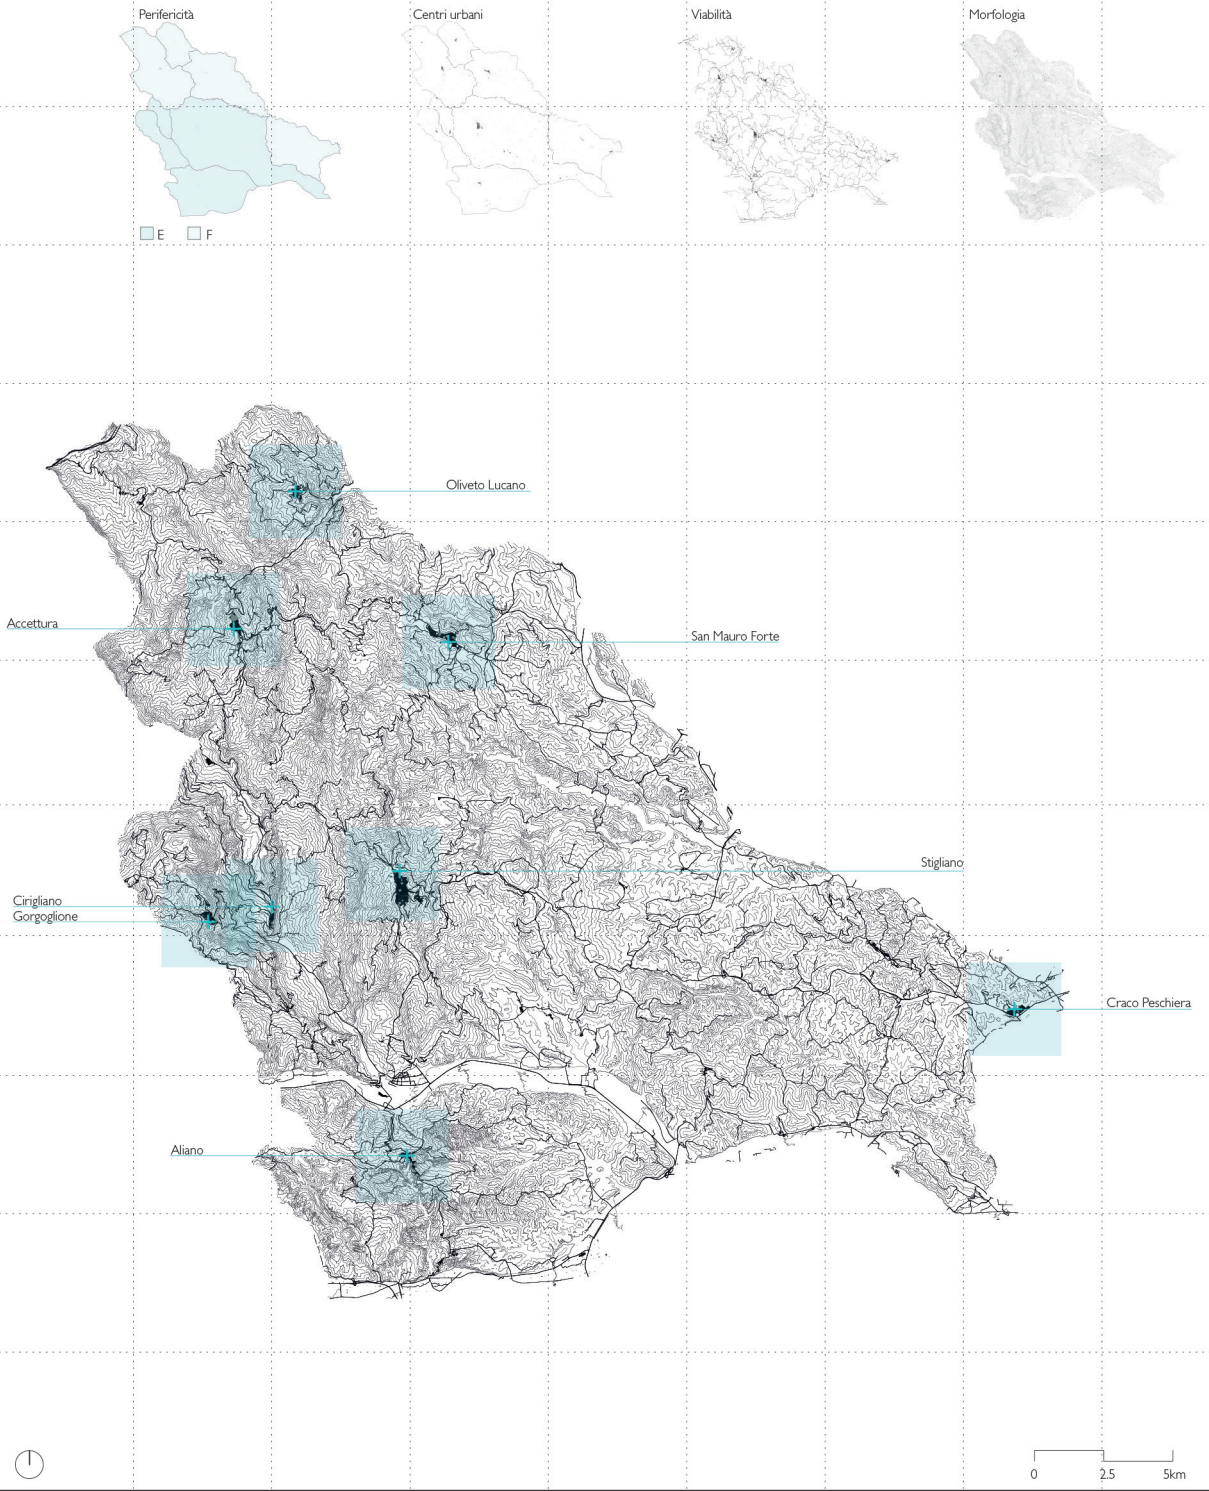 Perifericità
Centri urbani
Viabilità
Morfologia
E
F
Oliveto Lucano
Accettura
San Mauro Forte
Stigliano
Cirigliano
Gorgoglione
Craco Peschiera
Aliano
0
2.5
5km